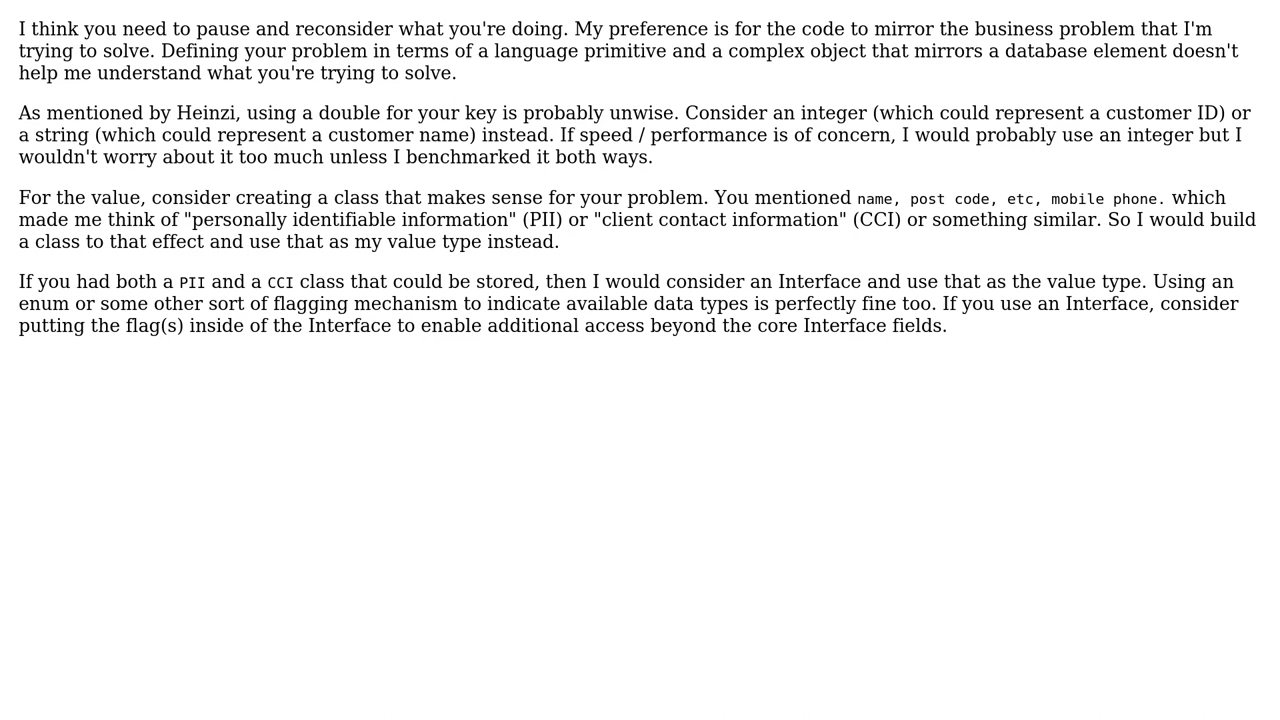 I think you need to pause and reconsider what you're doing. My preference is for the code to mirror the business problem that I'm
trying to solve. Defining your problem in terms of a language primitive and a complex object that mirrors a database element doesn't
help me understand what you're trying to solve.
As mentioned by Heinzi, using a double for your key is probably unwise. Consider an integer (which could represent a customer ID) or
a string (which could represent a customer name) instead. If speed / performance is of concern, I would probably use an integer but I
wouldn't worry about it too much unless I benchmarked it both ways.
For the value, consider creating a class that makes sense for your problem. You mentioned name, post code, etc, mobile phone. which
made me think of "personally identifiable information" (PII) or "client contact information" (CCI) or something similar. So I would build
a class to that effect and use that as my value type instead.
If you had both a PII and a CCI class that could be stored, then I would consider an Interface and use that as the value type. Using an
enum or some other sort of flagging mechanism to indicate available data types is perfectly fine too. If you use an Interface, consider
putting the flag(s) inside of the Interface to enable additional access beyond the core Interface fields.